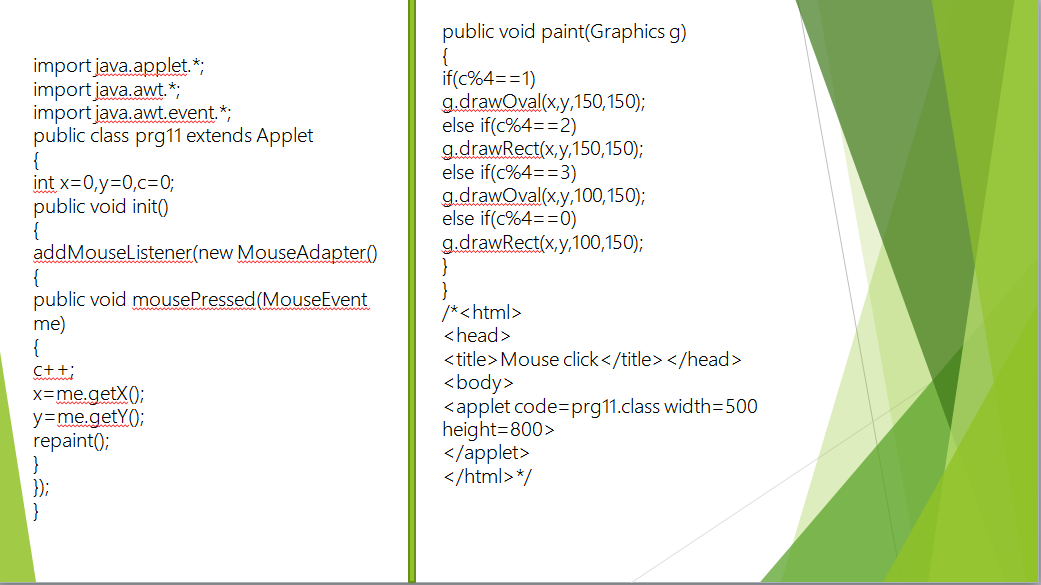 import java.applet.*;
import java.awt.*;
import java.awt.event.*;
public class prg11 extends Applet
{
int x=0,y=0,c=0;
public void init()
{
addMouseListener(new MouseAdapter()
{
public void mousePressed(MouseEvent
me)
{
c++;
x=me.getX();
y=me.getY();
repaint();
}
});
}
public void paint(Graphics g)
{
if(c%4==1)
g.drawOval(x,y,150,150);
else if(c%4==2)
g.drawRect(x,y,150,150);
else if(c%4==3)
g.drawOval(x,y,100,150);
else if(c%4==0)
g.drawRect(x,y,100,150);
}
}
/*<html>
<head>
<title>Mouse click</title></head>
<body>
<applet code=prg11.class width=500
height=800>
</applet>
</html>*/